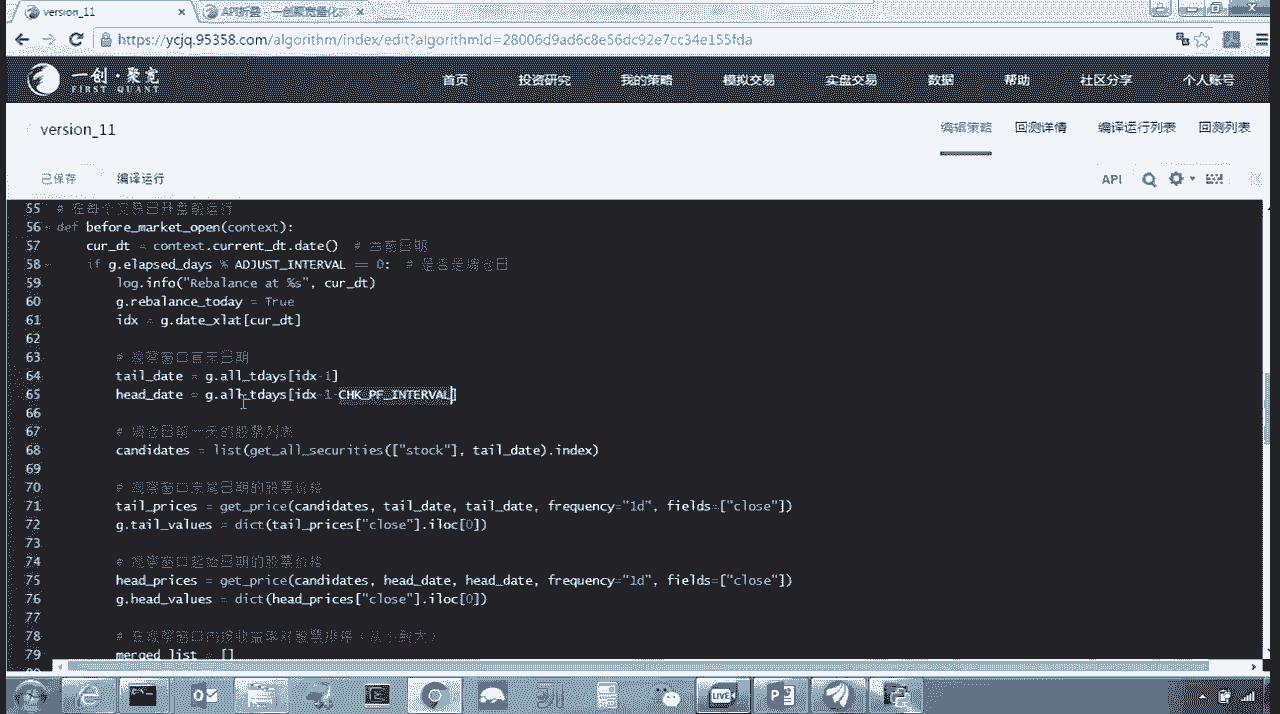 version_11
API折叠 - 一创聚宽量化
https://ycjq.95358.com/algorithm/index/edit?algorithmId=28006d9ad6c8e56dc92e7cc34e155fda
一创·聚宽
FIRST QUANT
首页 投资研究 我的策略 模拟交易 实盘交易 数据 帮助 社区分享 个人账号
version_11
编辑策略 回测详情 编译运行列表 回测列表
已保存 编译运行
API
55 # 在每个交易日开盘前运行
56 def before_market_open(context):
57 cur_dt = context.current_dt.date() # 当前日期
58 if g.elapsed_days % ADJUST_INTERVAL == 0: # 是否是调仓日
59 log.info("Rebalance at %s", cur_dt)
60 g.rebalance_today = True
61 idx = g.date_xlat[cur_dt]
62
63 # 观察窗口首末日期
64 tail_date = g.all_tdays[idx-1]
65 head_date = g.all_tdays[idx-1-CHK_PF_INTERVAL]
66
67 # 调仓日前一天的股票列表
68 candidates = list(get_all_securities(["stock"], tail_date).index)
69
70 # 观察窗口末尾日期的股票价格
71 tail_prices = get_price(candidates, tail_date, tail_date, frequency="1d", fields=["close"])
72 g.tail_values = dict(tail_prices["close"].iloc[0])
73
74 # 观察窗口起始日期的股票价格
75 head_prices = get_price(candidates, head_date, head_date, frequency="1d", fields=["close"])
76 g.head_values = dict(head_prices["close"].iloc[0])
77
78 # 在观察窗口内按收益率对股票排序（从小到大）
79 merged_list = []
LIVE